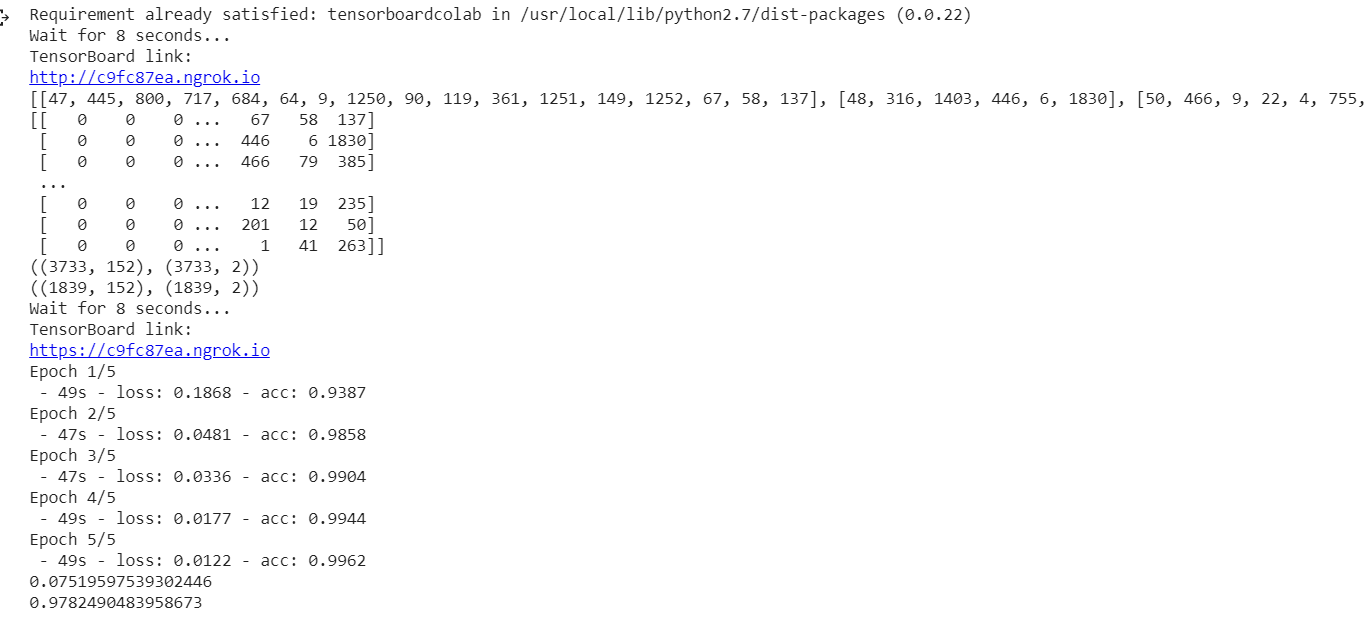 Requirement already satisfied: tensorboardcolab in /usr/local/lib/python2.7/dist-packages (0.0.22)
Wait for 8 seconds...
TensorBoard link:
http://c9fc87ea.ngrok.io
[[47, 445, 800, 717, 684, 64, 9, 1250, 90, 119, 361, 1251, 149, 1252, 67, 58, 137], [48, 316, 1403, 446, 6, 1830], [50, 466, 9, 22, 4, 755,
[[   0    0    0 ...   67   58  137]
 [   0    0    0 ...  446    6 1830]
 [   0    0    0 ...  466   79  385]
 ...
 [   0    0    0 ...   12   19  235]
 [   0    0    0 ...  201   12   50]
 [   0    0    0 ...    1   41  263]]
((3733, 152), (3733, 2))
((1839, 152), (1839, 2))
Wait for 8 seconds...
TensorBoard link:
https://c9fc87ea.ngrok.io
Epoch 1/5
 - 49s - loss: 0.1868 - acc: 0.9387
Epoch 2/5
 - 47s - loss: 0.0481 - acc: 0.9858
Epoch 3/5
 - 47s - loss: 0.0336 - acc: 0.9904
Epoch 4/5
 - 49s - loss: 0.0177 - acc: 0.9944
Epoch 5/5
 - 49s - loss: 0.0122 - acc: 0.9962
0.07519597539302446
0.9782490483958673